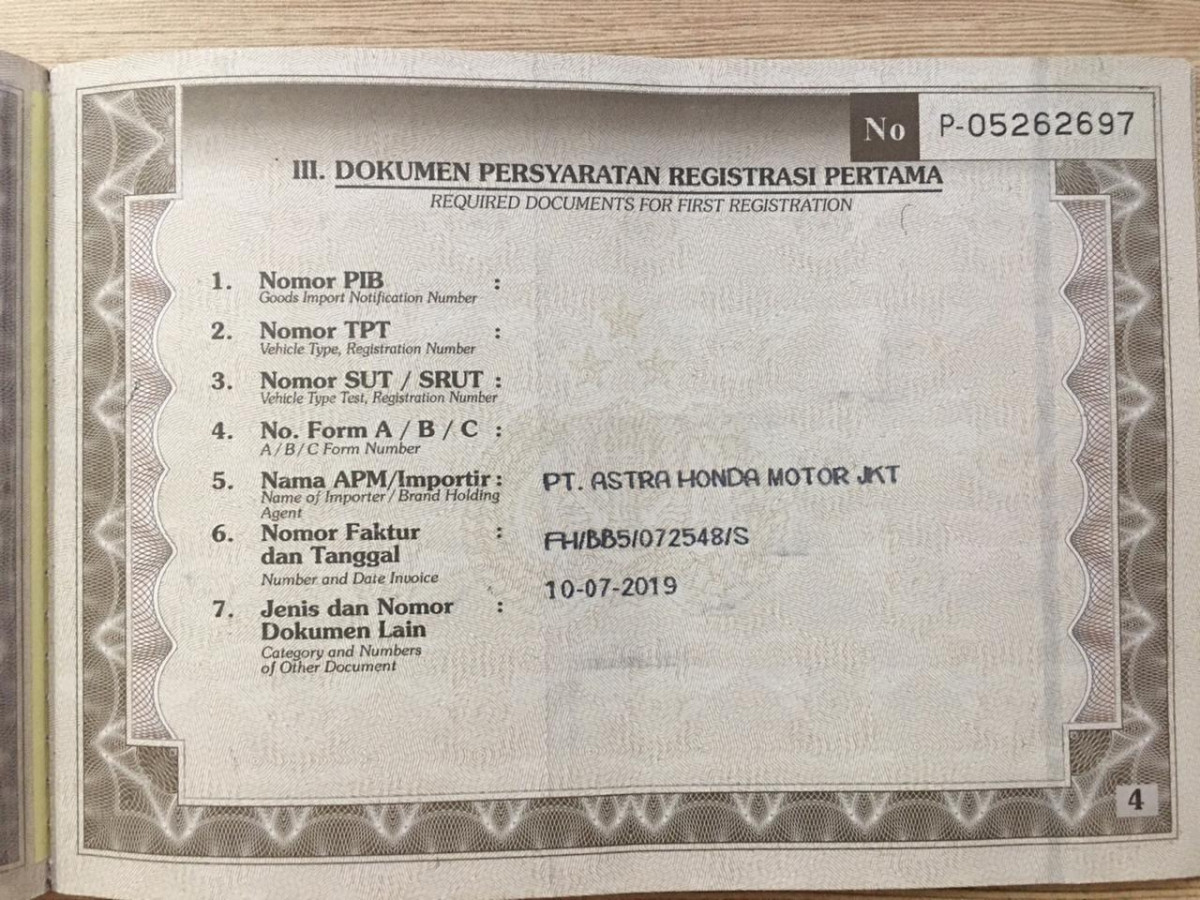 No P-05262697
III. DOKUMEN PERSYARATAN REGISTRASI PERTAMA
REQUIRED DOCUMENTS FOR FIRST REGISTRATION
1. Nomor PIB :
Goods Import Notification Number
2. Nomor TPT :
Vehicle Type, Registration Number
3. Nomor SUT / SRUT :
Vehicle Type Test, Registration Number
4. No. Form A / B / C :
A / B / C Form Number
5. Nama APM/Importir : PT. ASTRA HONDA MOTOR JKT
Name of Importer / Brand Holding
Agent
6. Nomor Faktur : FH/BB5/072548/S
dan Tanggal
Number and Date Invoice 10-07-2019
7. Jenis dan Nomor :
Dokumen Lain
Category and Numbers
of Other Document
4